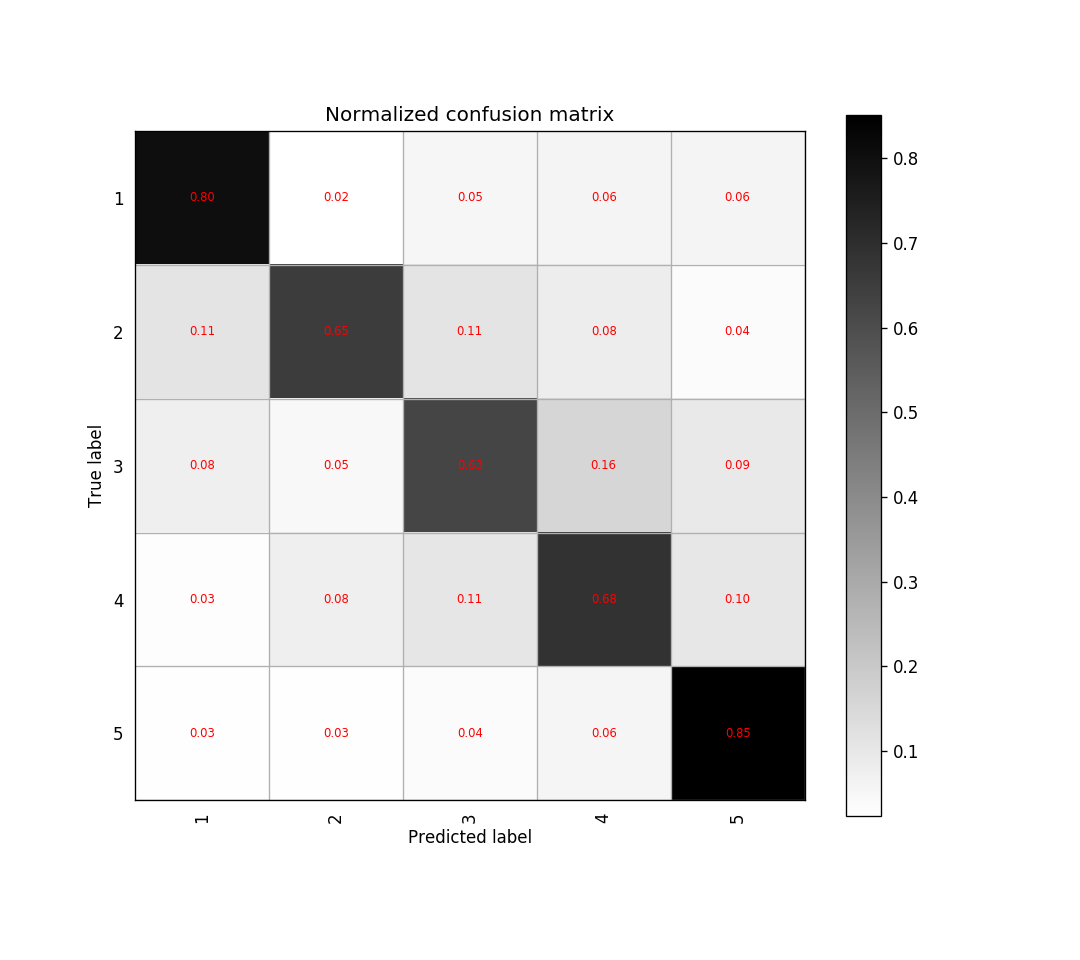 Normalized confusion matrix
1 0.80 0.02 0.05 0.06 0.06
2 0.11 0.65 0.11 0.08 0.04
3 0.08 0.05 0.63 0.16 0.09
4 0.03 0.08 0.11 0.68 0.10
5 0.03 0.03 0.04 0.06 0.85
1 2 3 4 5
True label
Predicted label
0.8
0.7
0.6
0.5
0.4
0.3
0.2
0.1